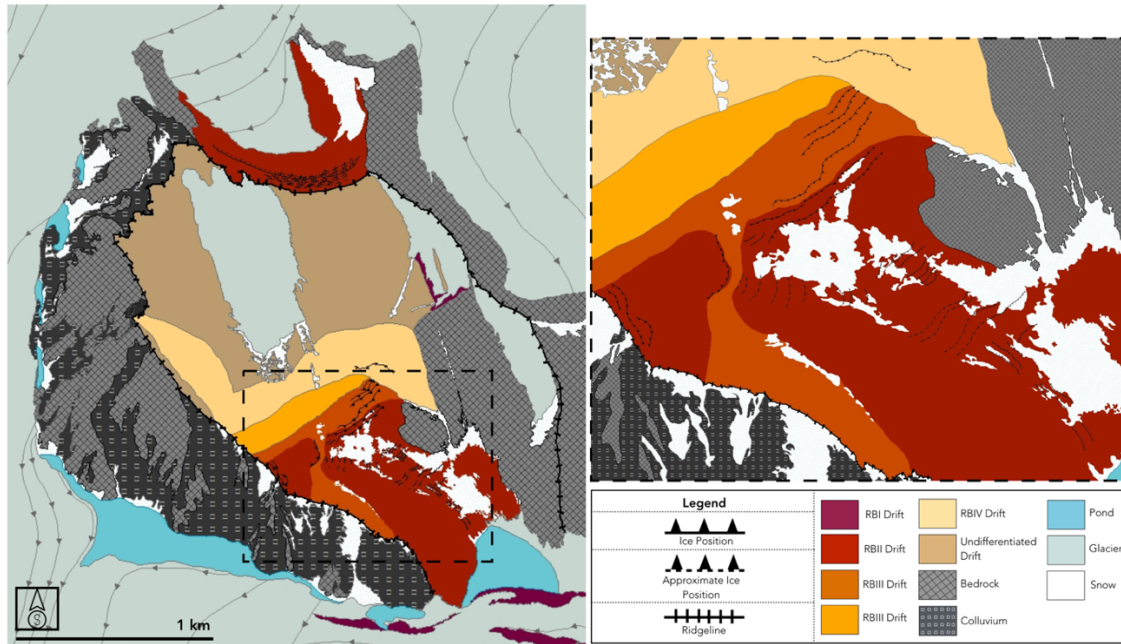 S
1 km
Legend
Ice Position
Approximate Ice
Position
Ridgeline
RBI Drift
RBII Drift
RBIII Drift
RBIII Drift
RBIV Drift
Undifferentiated
Drift
Bedrock
Colluvium
Pond
Glacier
Snow